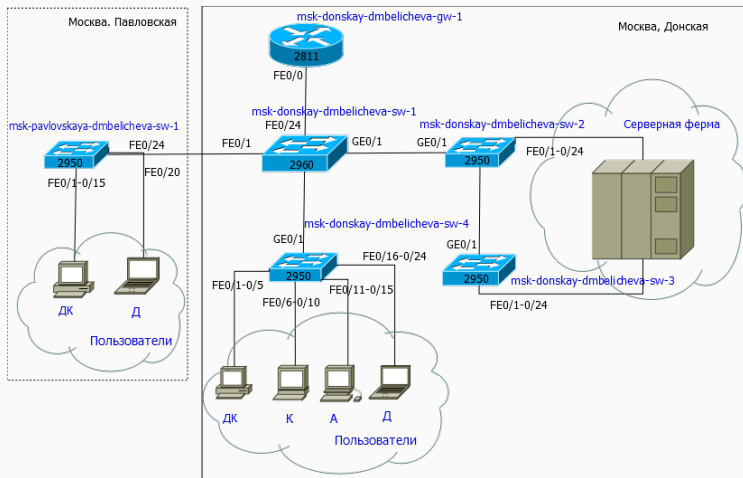 Москва. Павловская
msk-donskay-dmbelicheva-gw-1
Москва, Донская
2811
FE0/0
msk-donskay-dmbelicheva-sw-1
msk-pavlovskaya-dmbelicheva-sw-1
FE0/24
msk-donskay-dmbelicheva-sw-2
Серверная ферма
FE0/24
FE0/1
GE0/1
GE0/1
FE0/1-0/24
2950
2960
2950
FE0/20
FE0/1-0/15
msk-donskay-dmbelicheva-sw-4
GE0/1
GE0/1
2950
FE0/16-0/24
2950
msk-donskay-dmbelicheva-sw-3
FE0/1-0/5
FE0/11-0/15
FE0/6-0/10
FE0/1-0/24
ДК
Д
Пользователи
ДК
К
А
Д
Пользователи